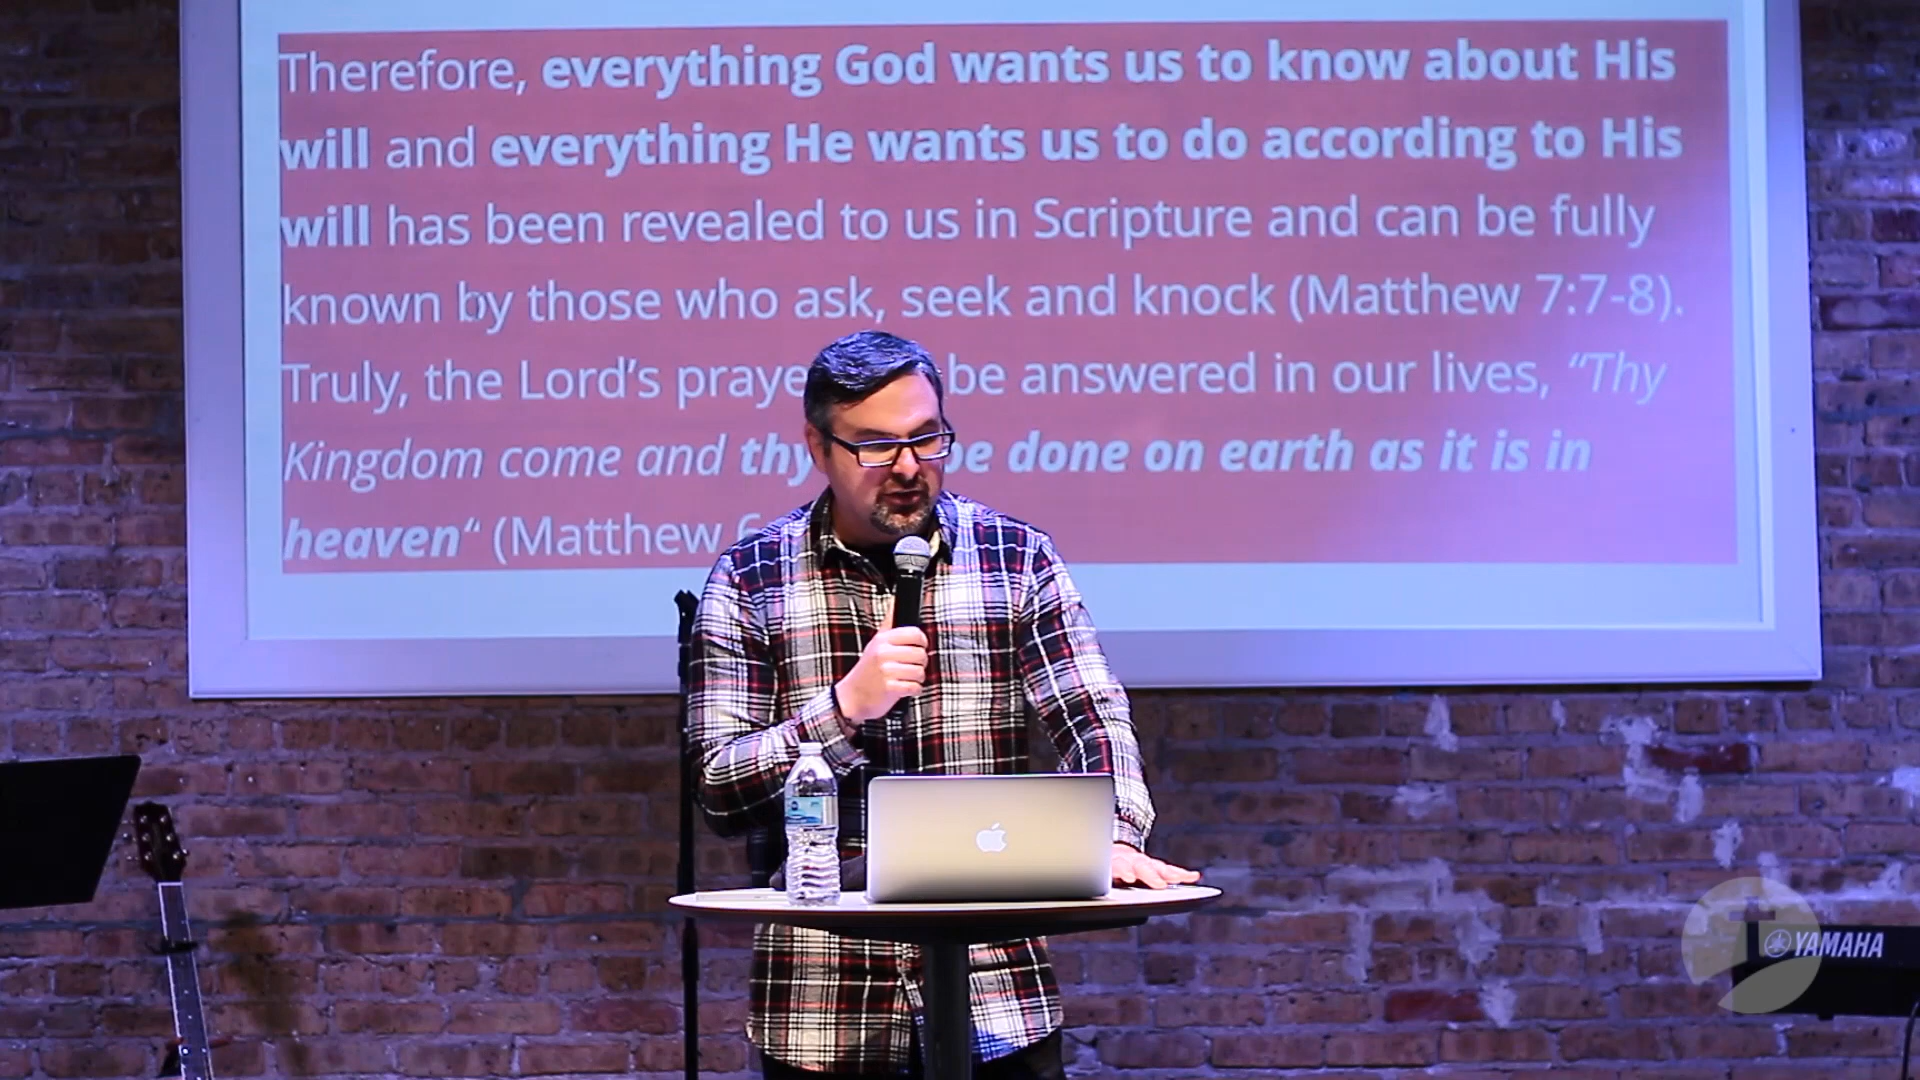 Therefore, everything God wants us to know about His
will and everything He wants us to do according to His
will has been revealed to us in Scripture and can be fully
known by those who ask, seek and knock (Matthew 7:7-8).
Truly, the Lord’s praye be answered in our lives, “Thy
Kingdom come and thy be done on earth as it is in
heaven“ (Matthew 6
YAMAHA